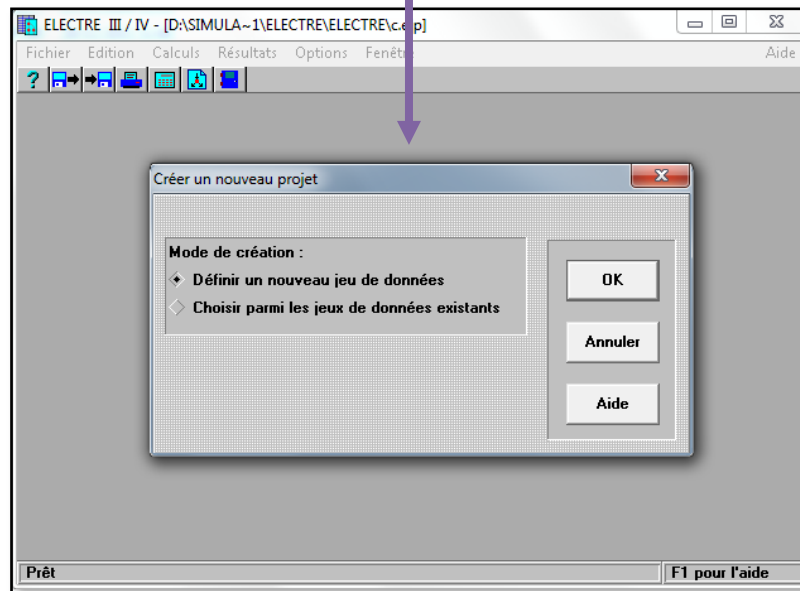 ELECTRE III / IV - [D:\SIMULA~1\ELECTRE\ELECTRE\c.e p]
Fichier Edition Calculs Résultats Options Fenêtre Aide
?
Créer un nouveau projet
Mode de création :
Définir un nouveau jeu de données
Choisir parmi les jeux de données existants
OK
Annuler
Aide
Prêt F1 pour l'aide